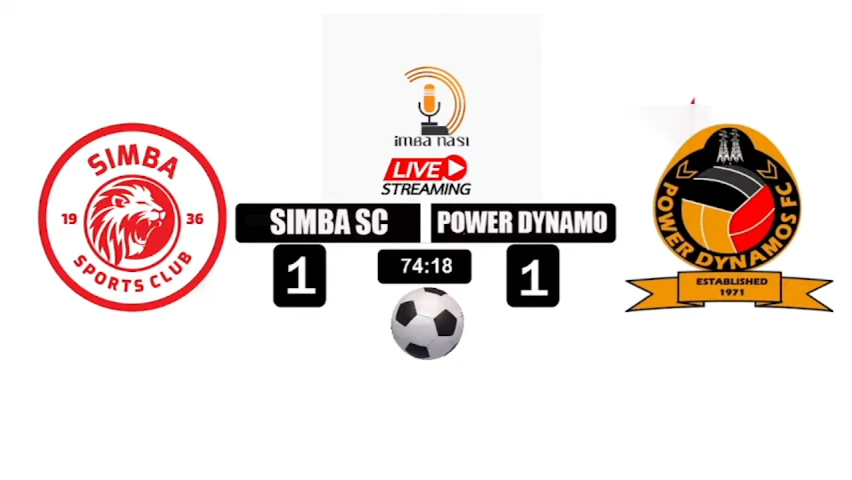 imba nasi
LIVE
STREAMING
SIMBA
19 36
SPORTS CLUB
SIMBA SC
POWER DYNAMO
1
74:18
1
POWER DYNAMOS FC
ESTABLISHED
1971